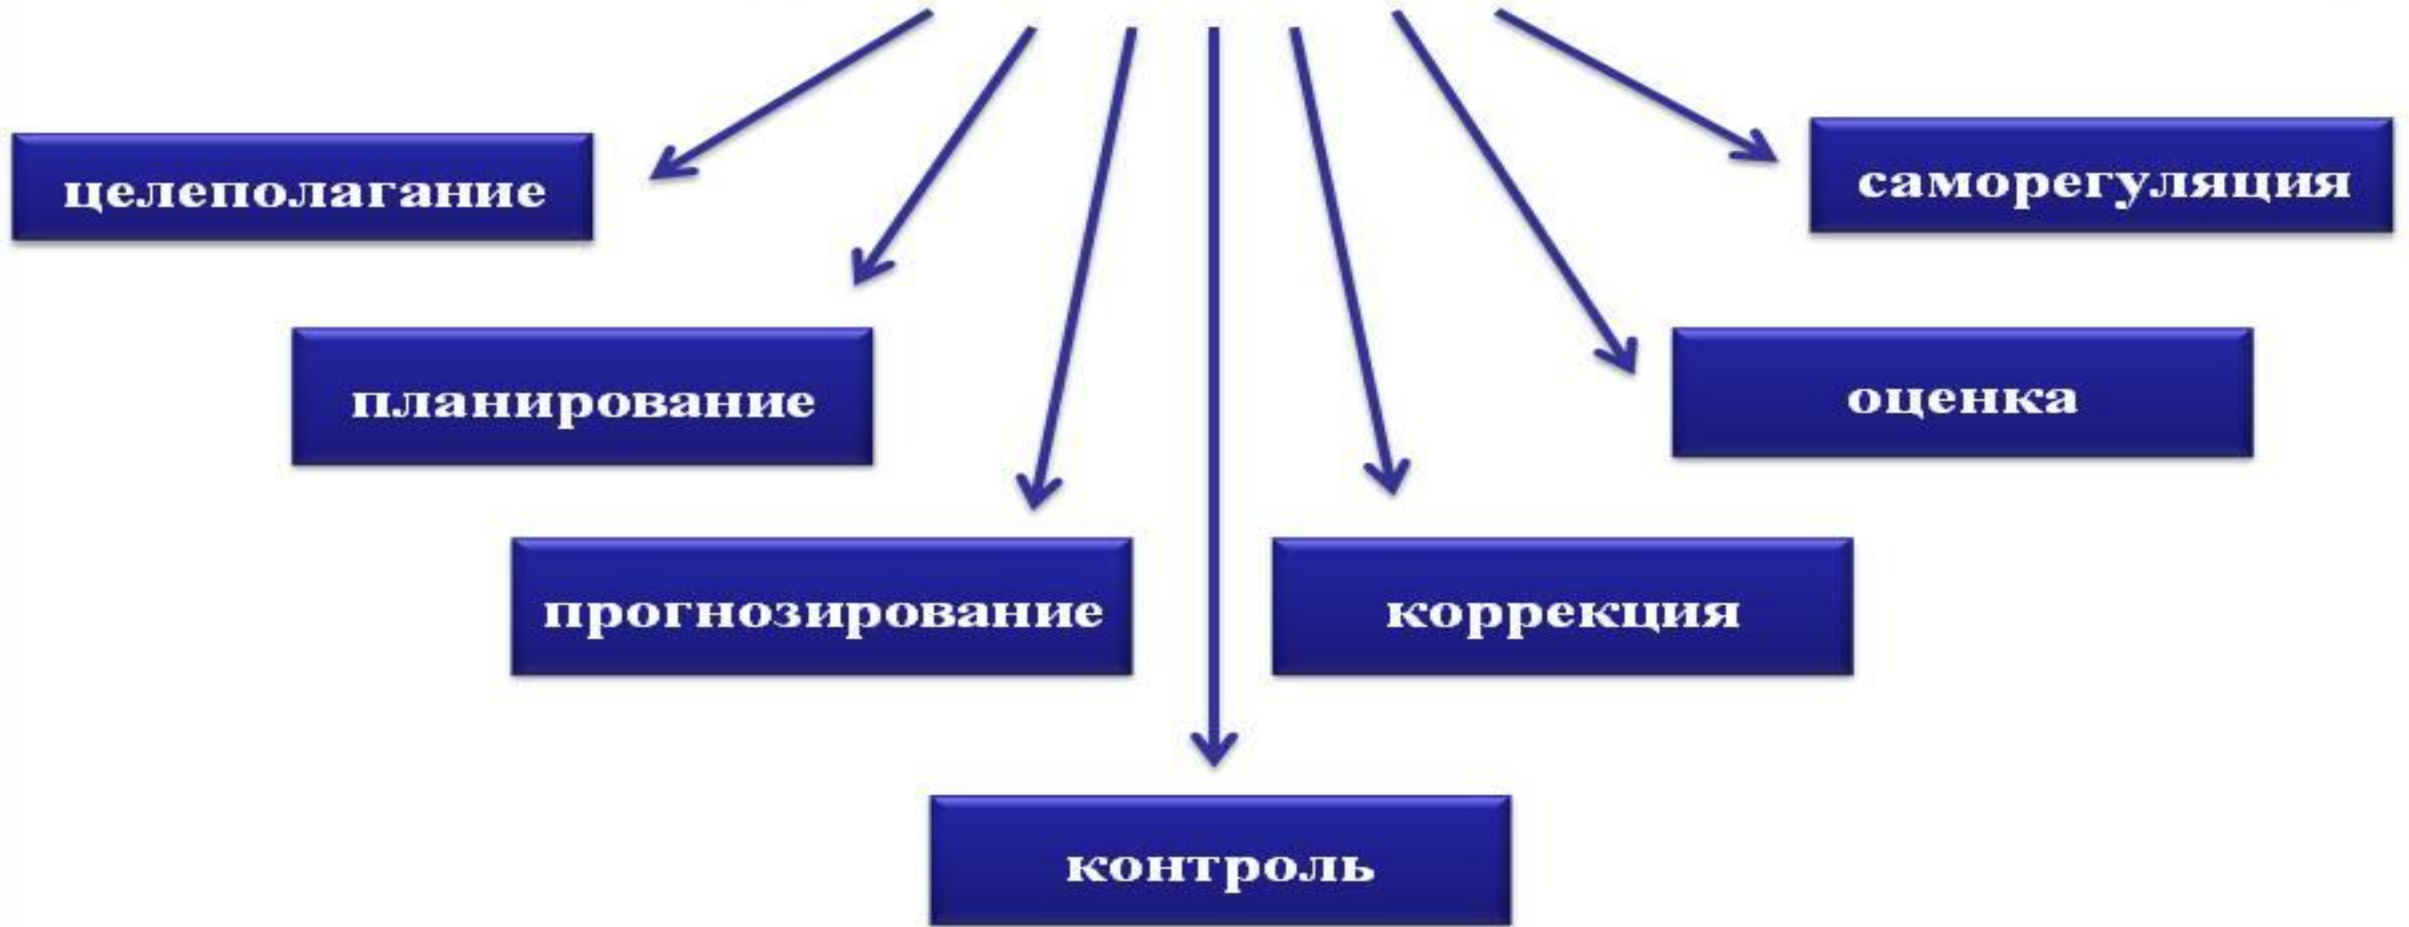 целеполагание
саморегуляция
планирование
оценка
прогнозирование
коррекция
контроль